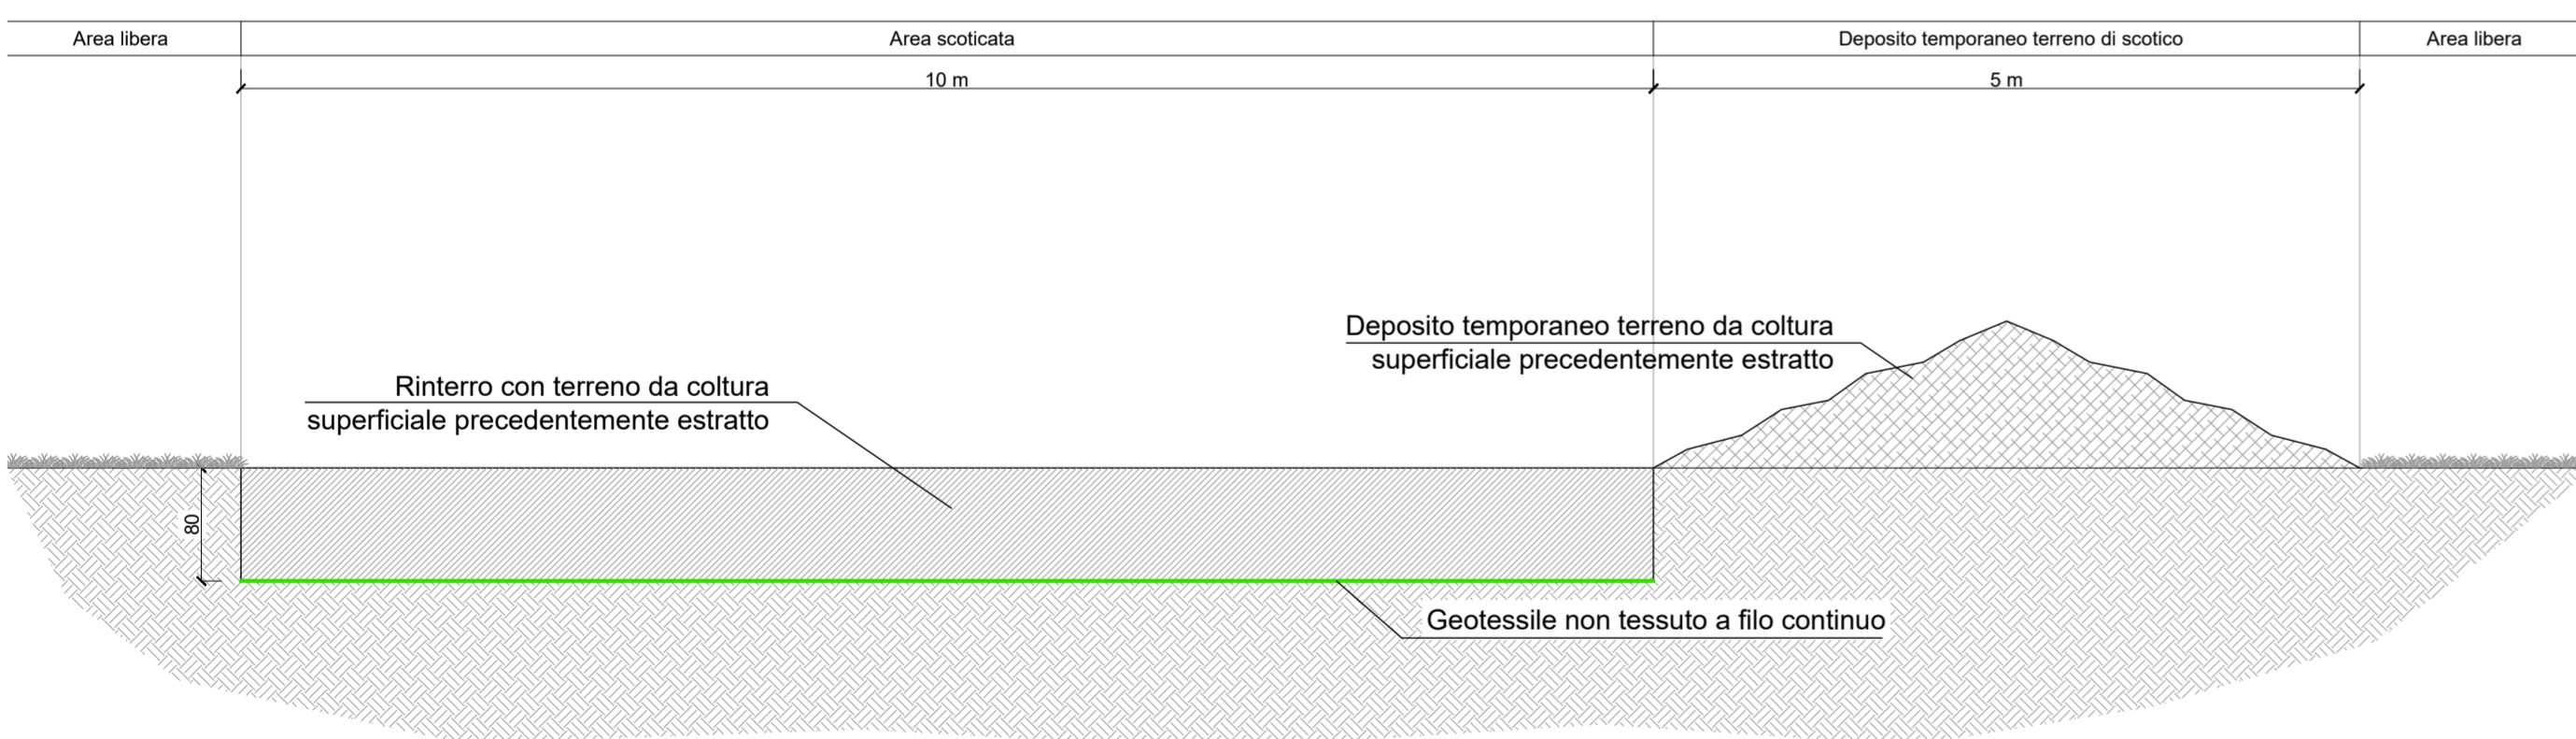 Area libera
Area scoticata
Deposito temporaneo terreno di scotico
Area libera
10 m
5 m
Deposito temporaneo terreno da coltura
superficiale precedentemente estratto
Rinterro con terreno da coltura
superficiale precedentemente estratto
80
Geotessile non tessuto a filo continuo